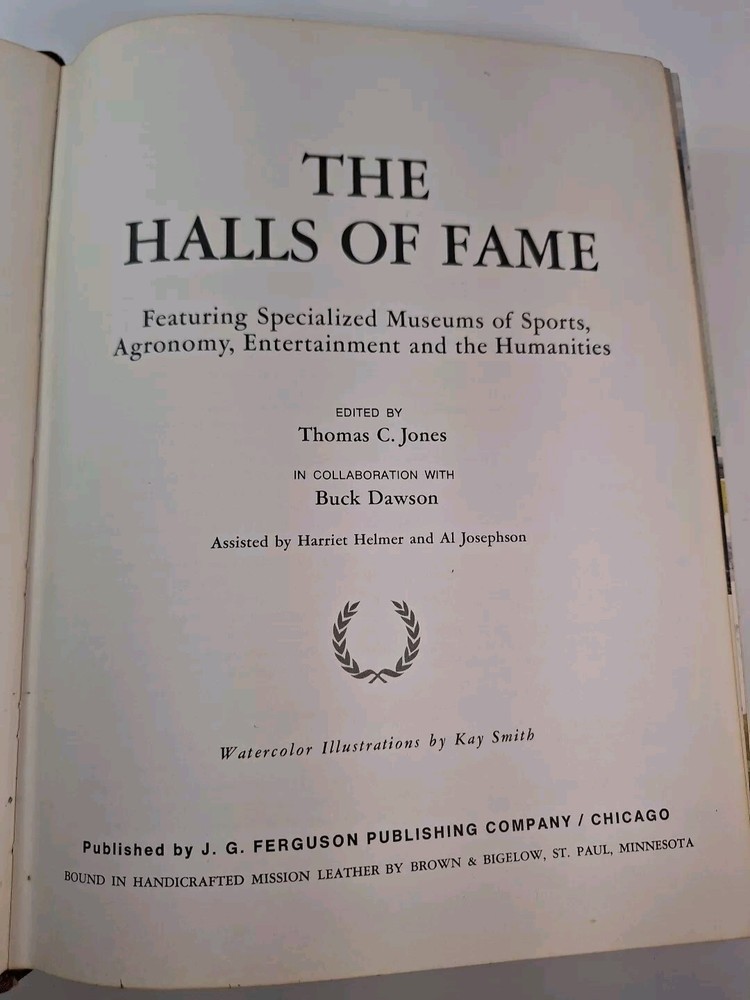 THE
HALLS OF FAME
Featuring Specialized Museums of Sports,
Agronomy, Entertainment and the Humanities
EDITED BY
Thomas C. Jones
IN COLLABORATION WITH
Buck Dawson
Assisted by Harriet Helmer and Al Josephson
Watercolor Illustrations by Kay Smith
Published by J. G. FERGUSON PUBLISHING COMPANY / CHICAGO
BOUND IN HANDICRAFTED MISSION LEATHER BY BROWN & BIGELOW, ST. PAUL, MINNESOTA